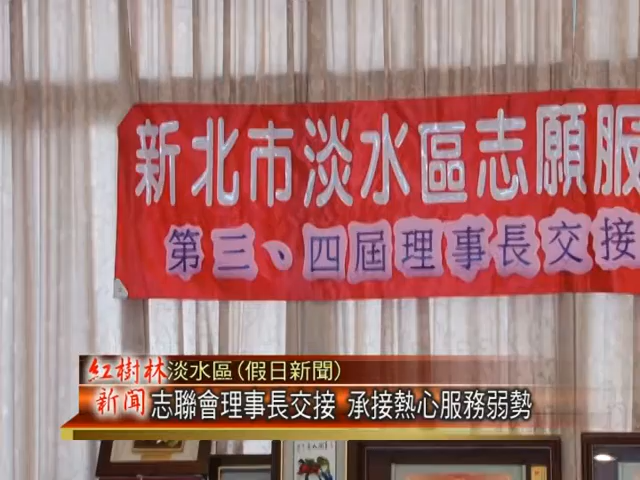 新北市淡水區志願服
第三、四屆理事長交接
紅樹林 淡水區(假日新聞)
新闻 志聯會理事長交接 承接熱心服務弱勢